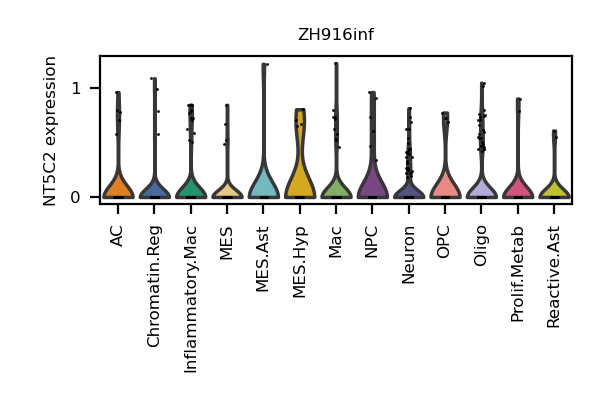 ZH916inf
NT5C2 expression
1
0
AC
Chromatin.Reg
Inflammatory.Mac
MES
MES.Ast
MES.Hyp
Mac
NPC
Neuron
OPC
Oligo
Prolif.Metab
Reactive.Ast